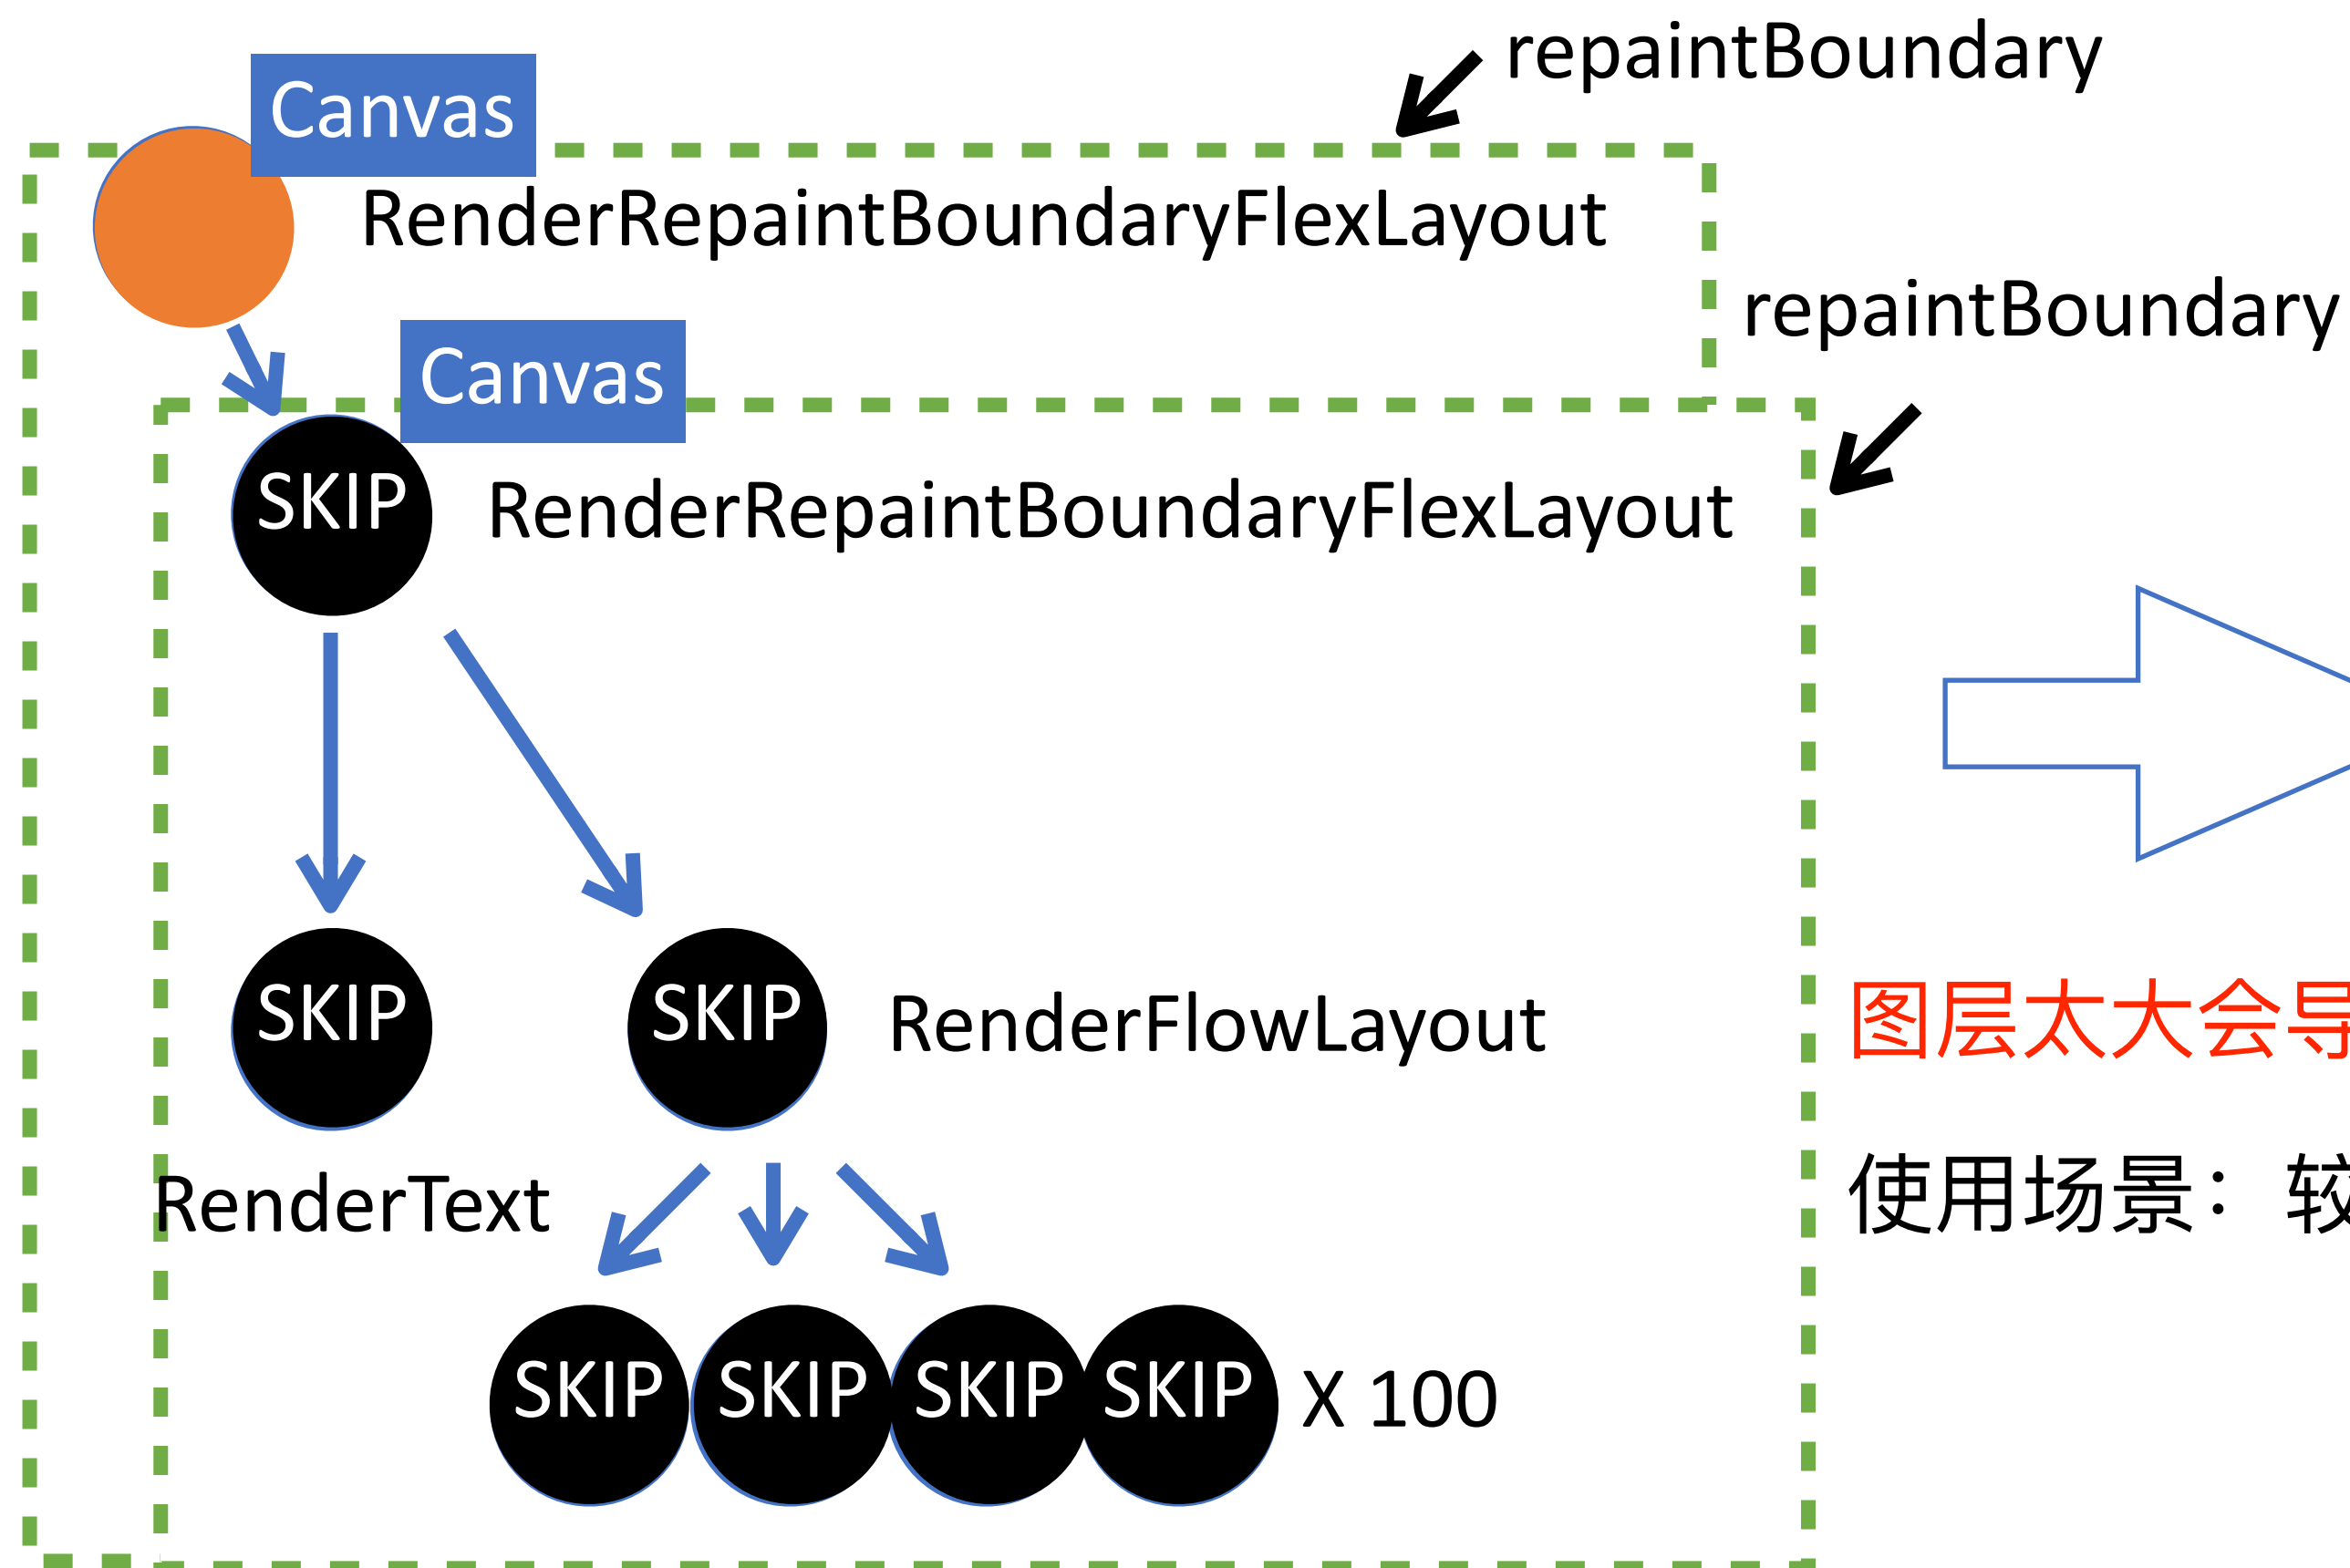 repaintBoundary
Canvas
RenderRepaintBoundaryFlexLayout
repaintBoundary
Canvas
SKIP
RenderRepaintBoundaryFlexLayout
SKIP
SKIP
RenderFlowLayout
图层太大会导
使用场景：较
RenderText
SKIP
SKIP
SKIP
SKIP
X 100